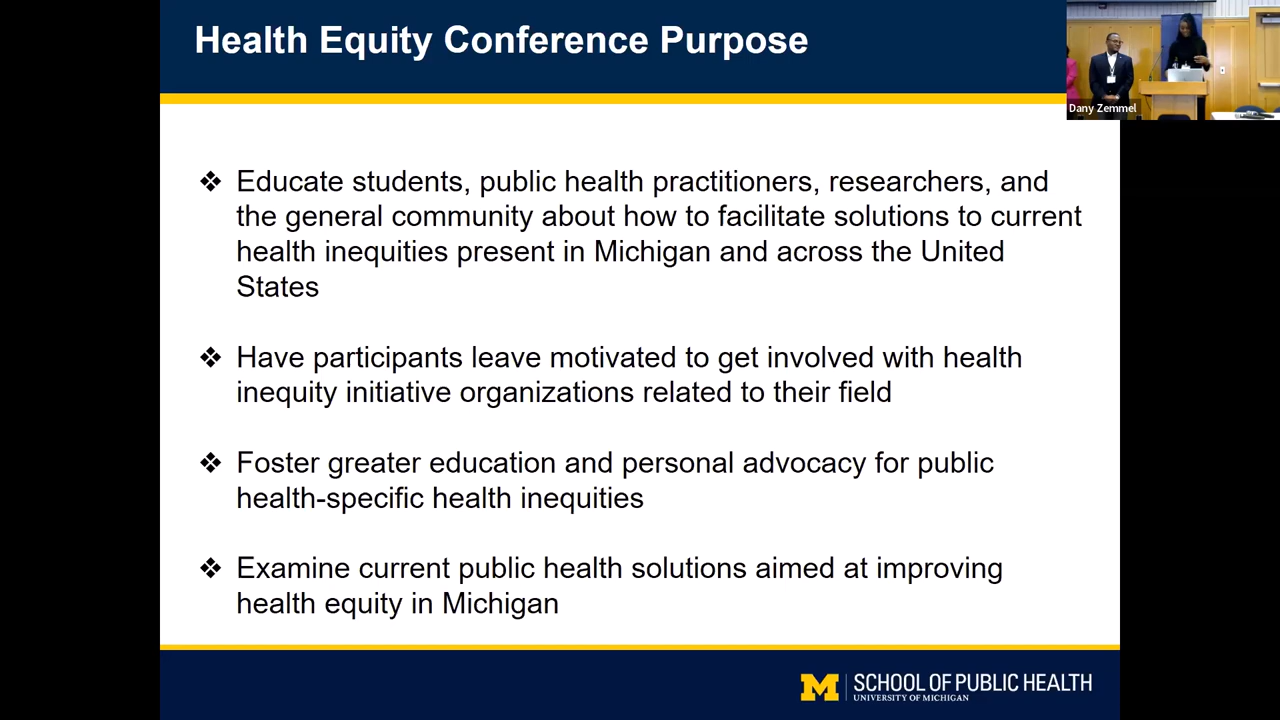 Health Equity Conference Purpose
Dany Zemmel
❖ Educate students, public health practitioners, researchers, and
the general community about how to facilitate solutions to current
health inequities present in Michigan and across the United
States
❖ Have participants leave motivated to get involved with health
inequity initiative organizations related to their field
❖ Foster greater education and personal advocacy for public
health-specific health inequities
❖ Examine current public health solutions aimed at improving
health equity in Michigan
M SCHOOL OF PUBLIC HEALTH
UNIVERSITY OF MICHIGAN